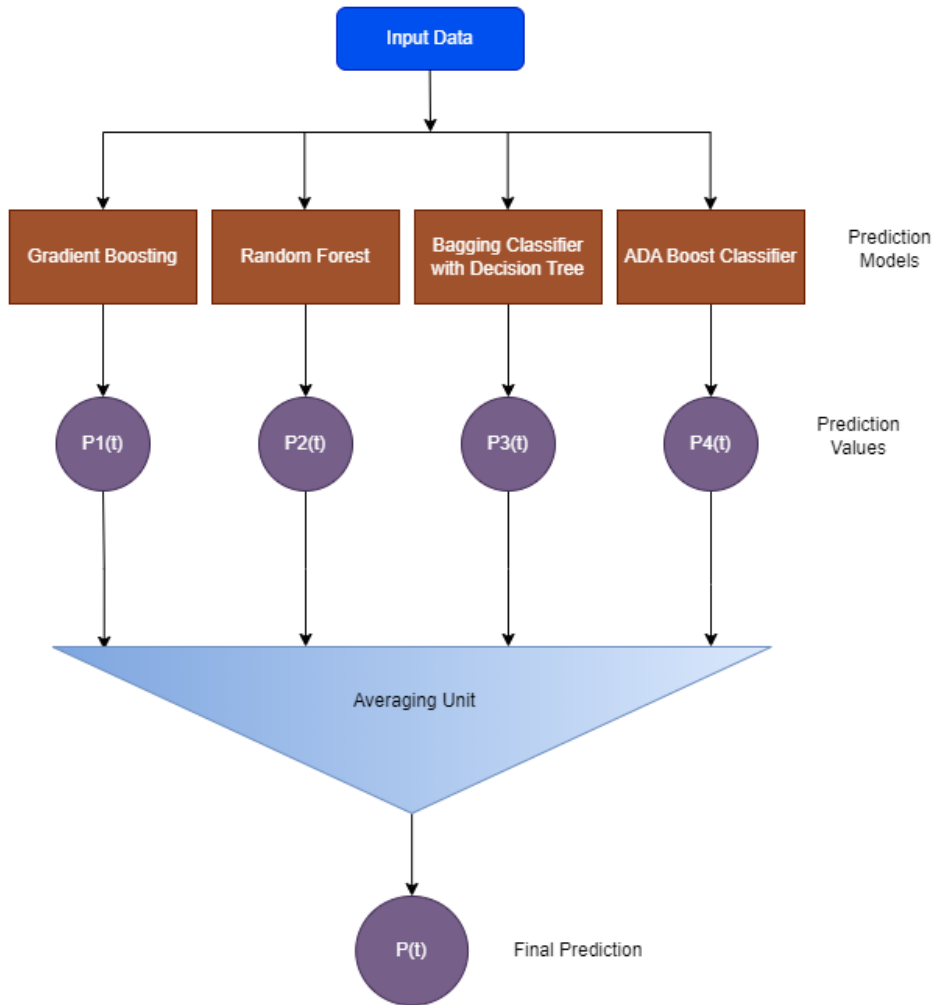 Input Data
Gradient Boosting
Random Forest
Bagging Classifier
with Decision Tree
ADA Boost Classifier
Prediction
Models
P1(t)
P2(t)
P3(t)
P4(t)
Prediction
Values
Averaging Unit
P(t)
Final Prediction